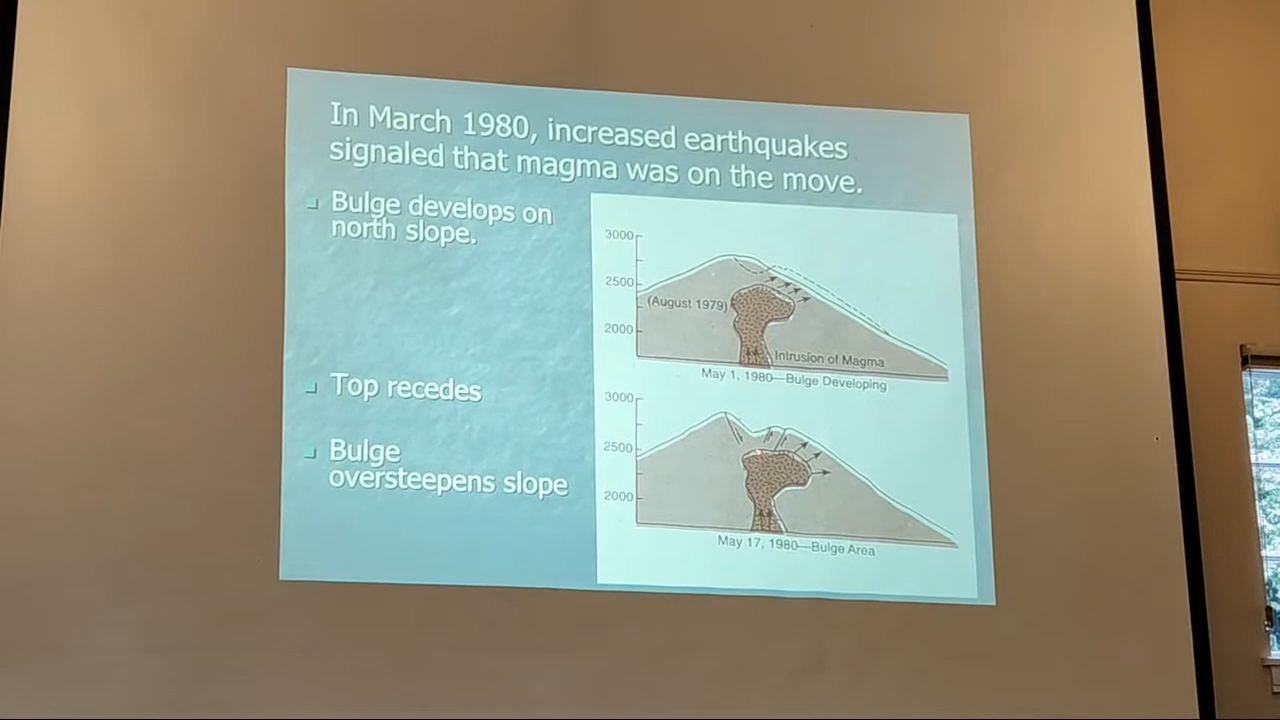 In March 1980, increased earthquakes
signaled that magma was on the move.
Bulge develops on
north slope.
Top recedes
Bulge
oversteepens slope
3000
2500
(August 1979)
2000
Intrusion of Magma
May 1, 1980—Bulge Developing
3000
2500
2000
May 17, 1980—Bulge Area